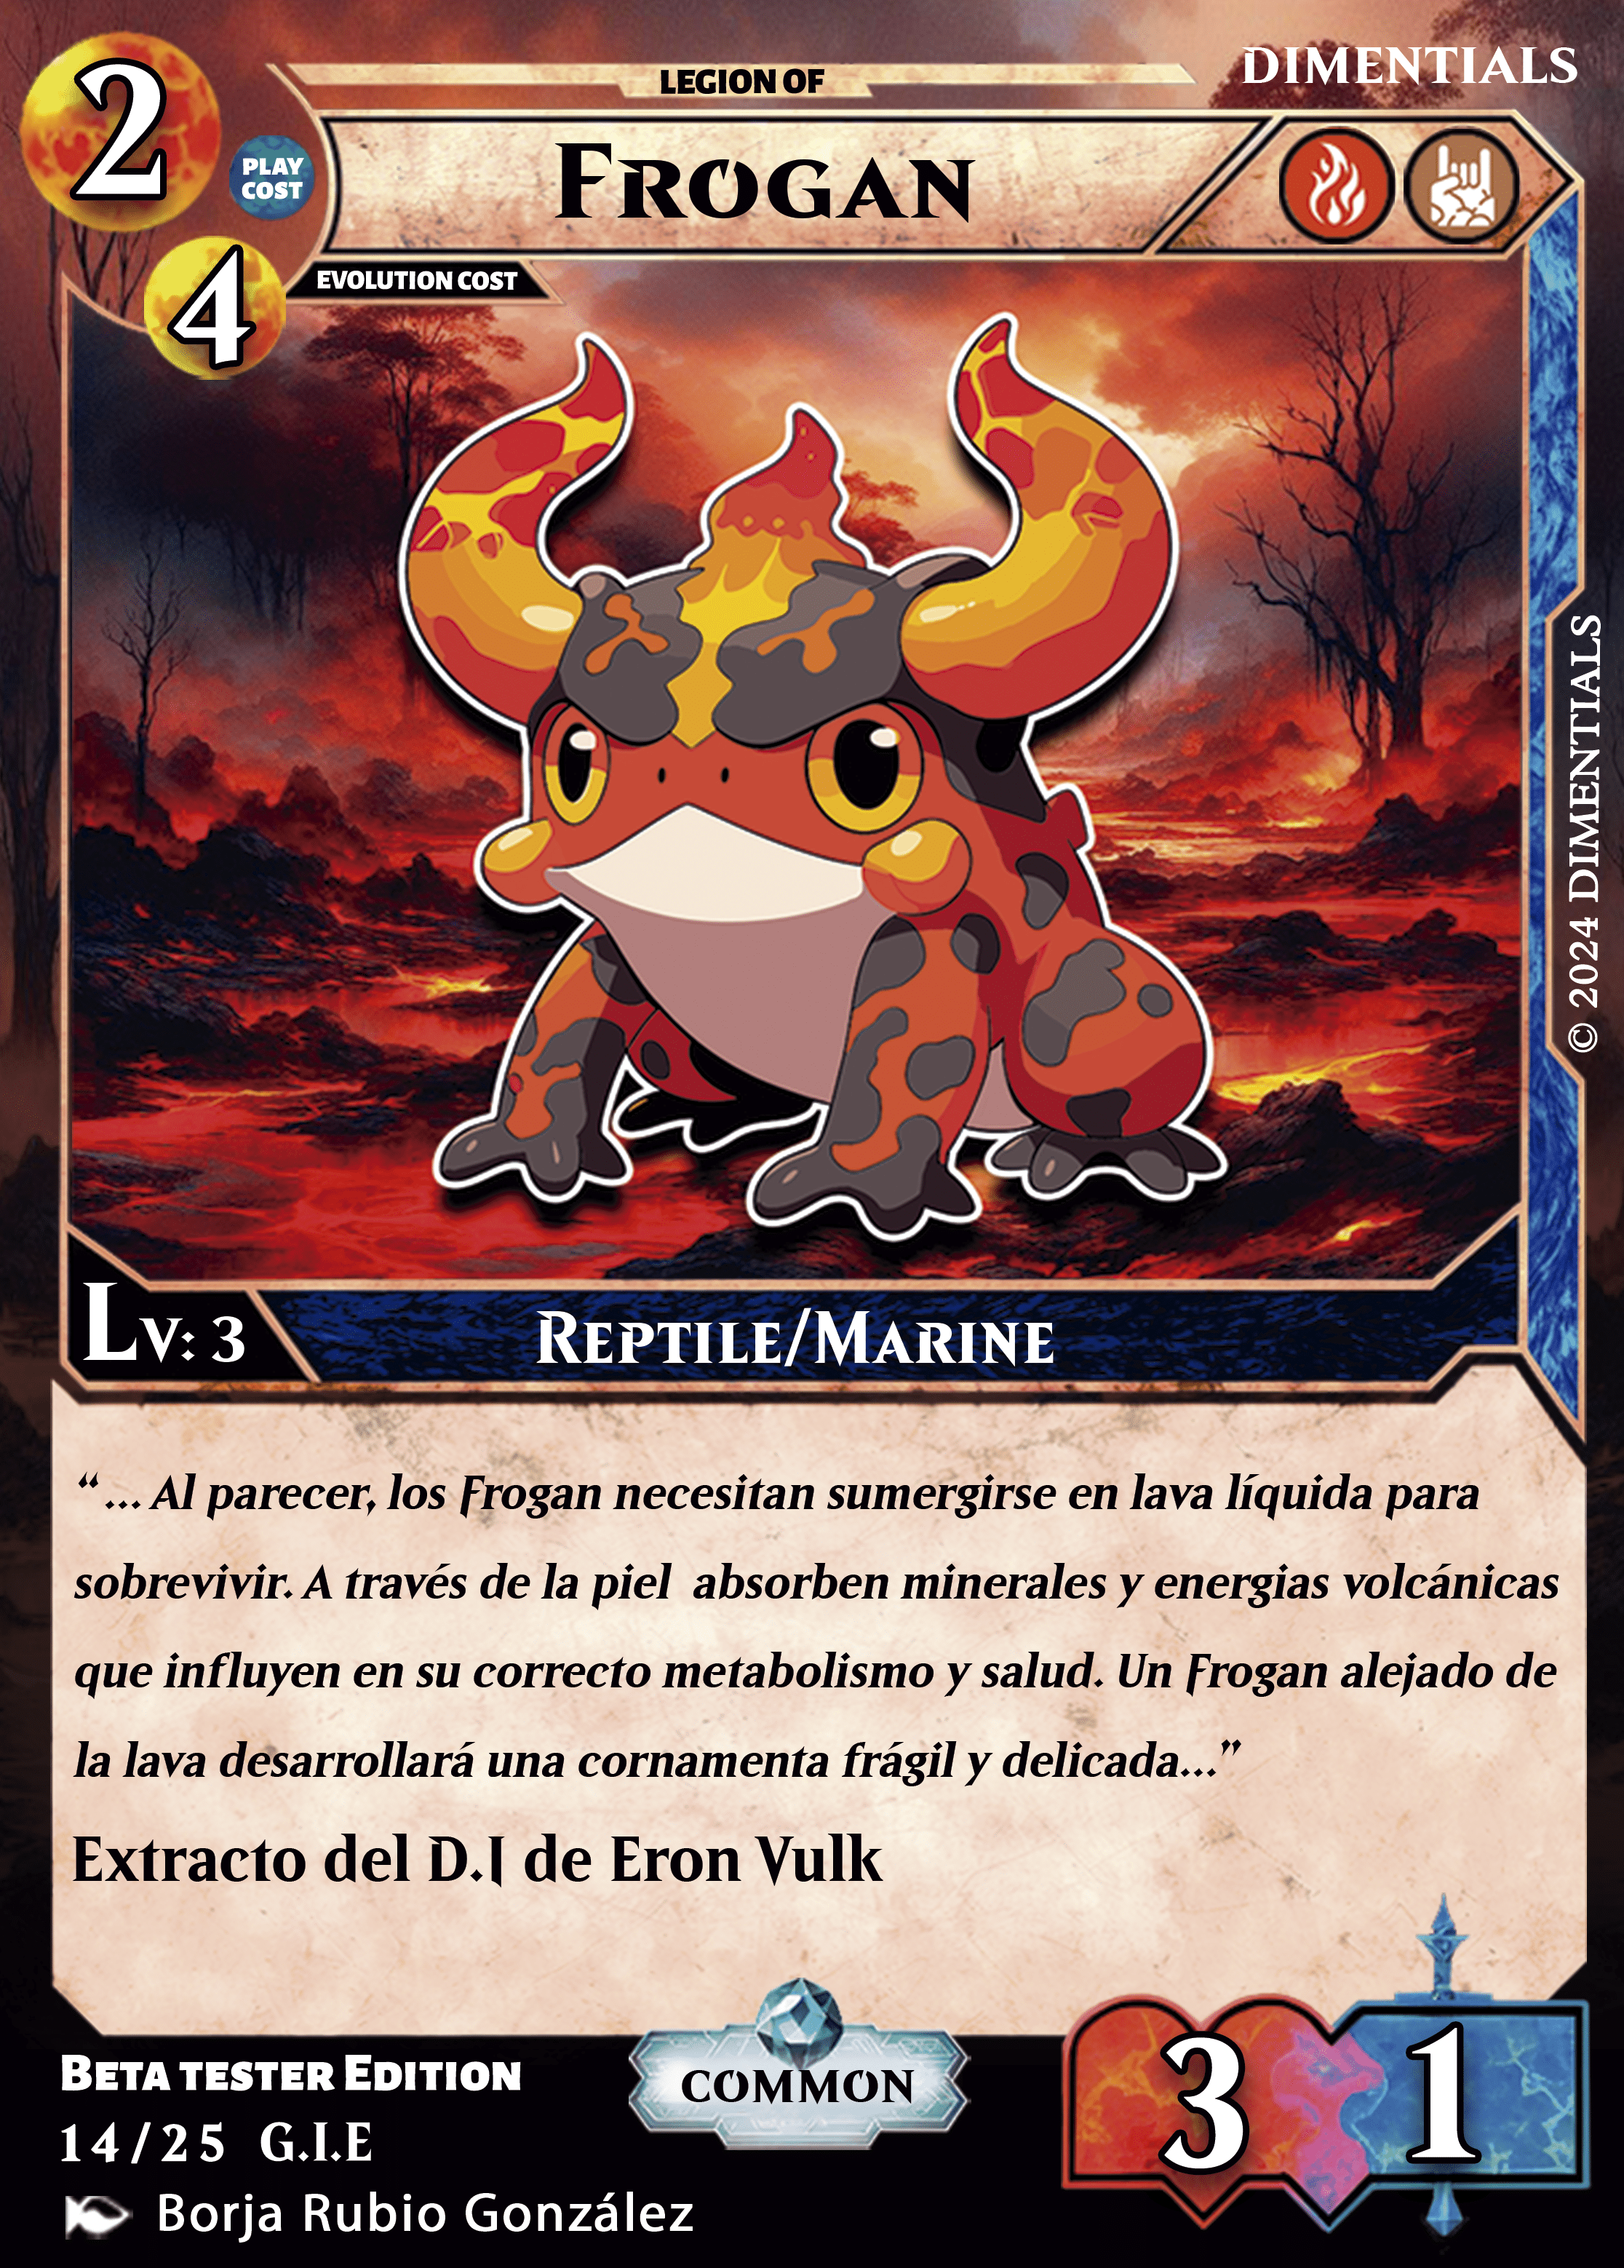 2
LEGION OF
DIMENTIALS
PLAY
COST
FROGAN
4
EVOLUTION COST
© 2024 DIMENTIALS
Lv: 3
REPTILE/MARINE
“... Al parecer, los Frogan necesitan sumergirse en lava líquida para
sobrevivir. A través de la piel absorben minerales y energias volcánicas
que influyen en su correcto metabolismo y salud. Un Frogan alejado de
la lava desarrollará una cornamenta frágil y delicada...”
Extracto del D.I de Eron Vulk
BETA TESTER EDITION
COMMON
3
1
14/25 G.I.E
Borja Rubio González